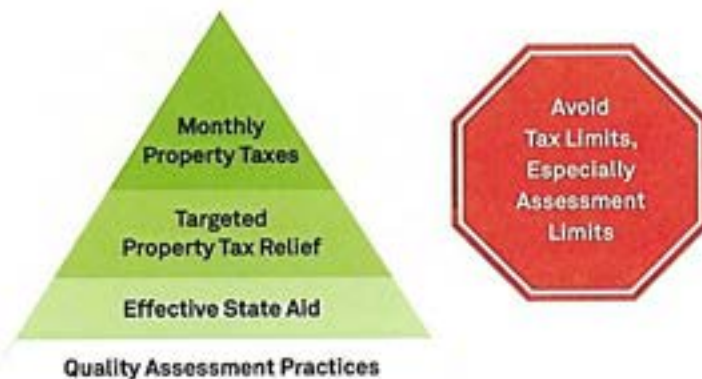 Monthly
Property Taxes
Targeted
Property Tax Relief
Effective State Aid
Quality Assessment Practices
Avoid
Tax Limits,
Especially
Assessment
Limits